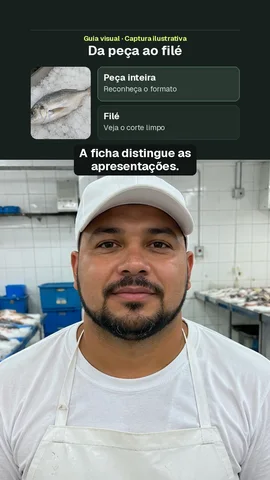 Guia visual · Captura ilustrativa
Da peça ao filé
Peça inteira
Reconheça o formato
Filé
Veja o corte limpo
A ficha distingue as
apresentações.